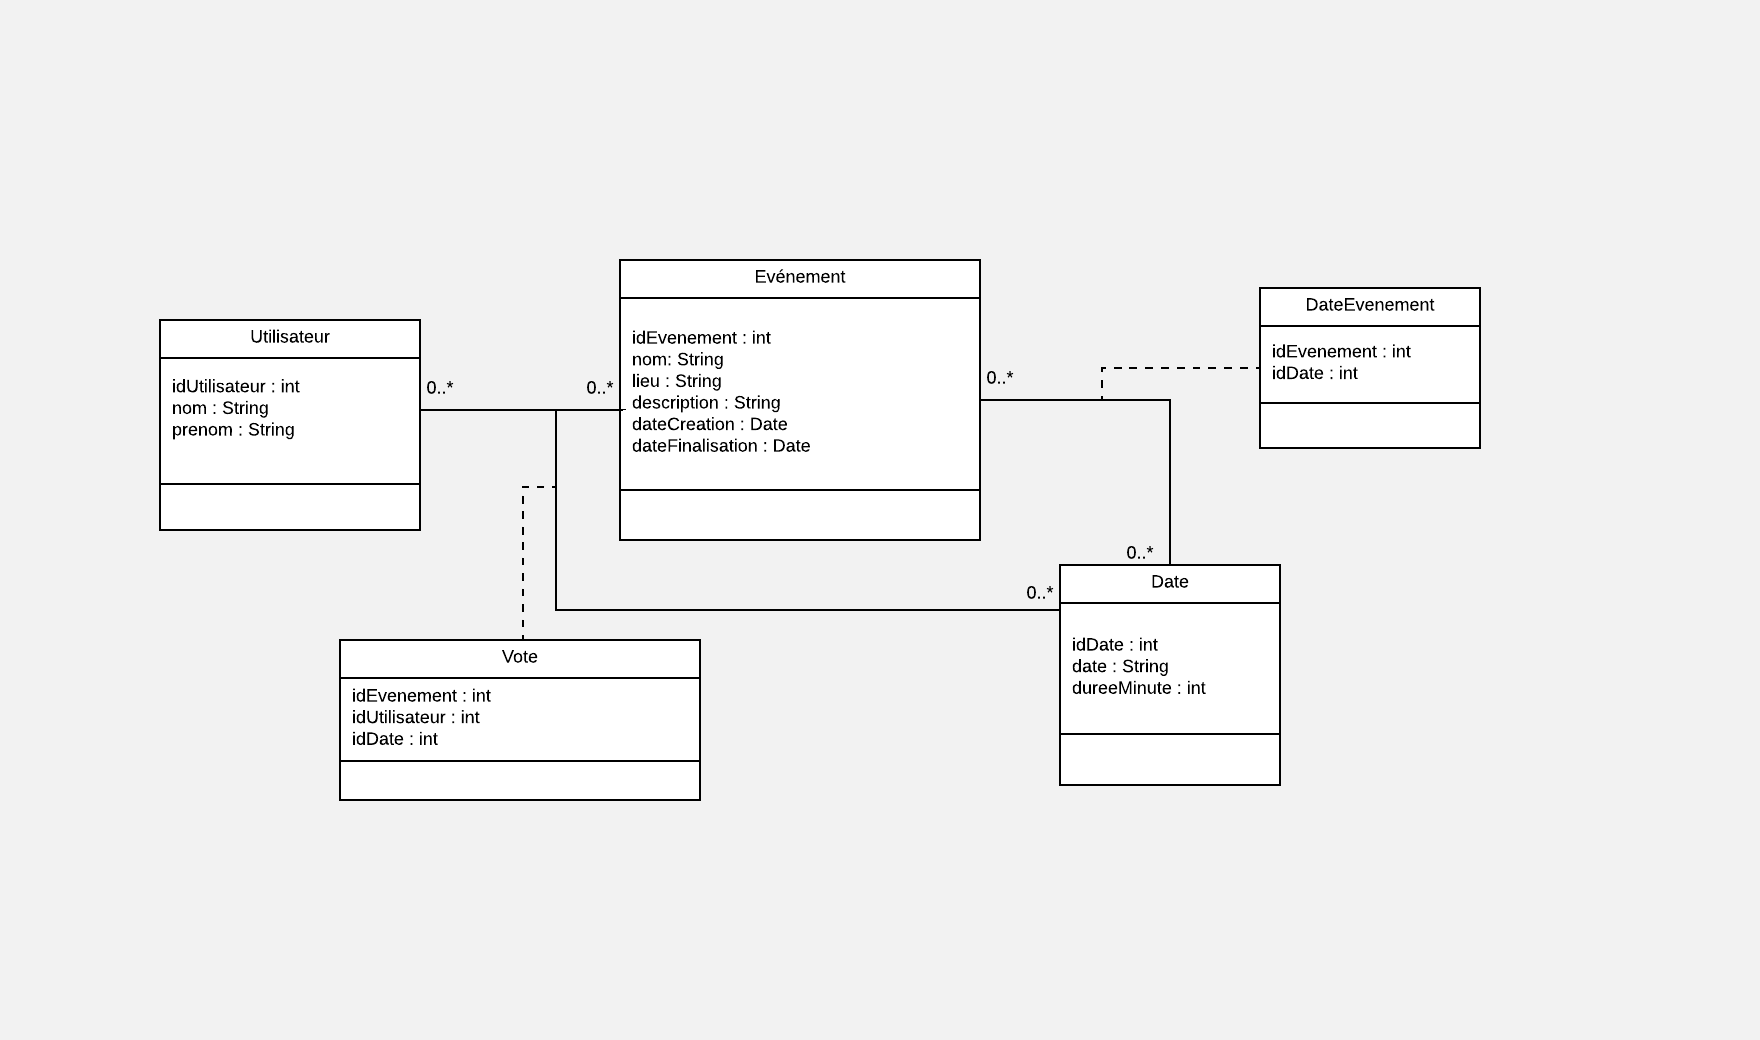 Utilisateur
idUtilisateur : int
nom : String
prenom : String
0..*
0..*
Evénement
idEvenement : int
nom: String
lieu : String
description : String
dateCreation : Date
dateFinalisation : Date
0..*
DateEvenement
idEvenement : int
idDate : int
0..*
0..*
Date
idDate : int
date : String
dureeMinute : int
Vote
idEvenement : int
idUtilisateur : int
idDate : int